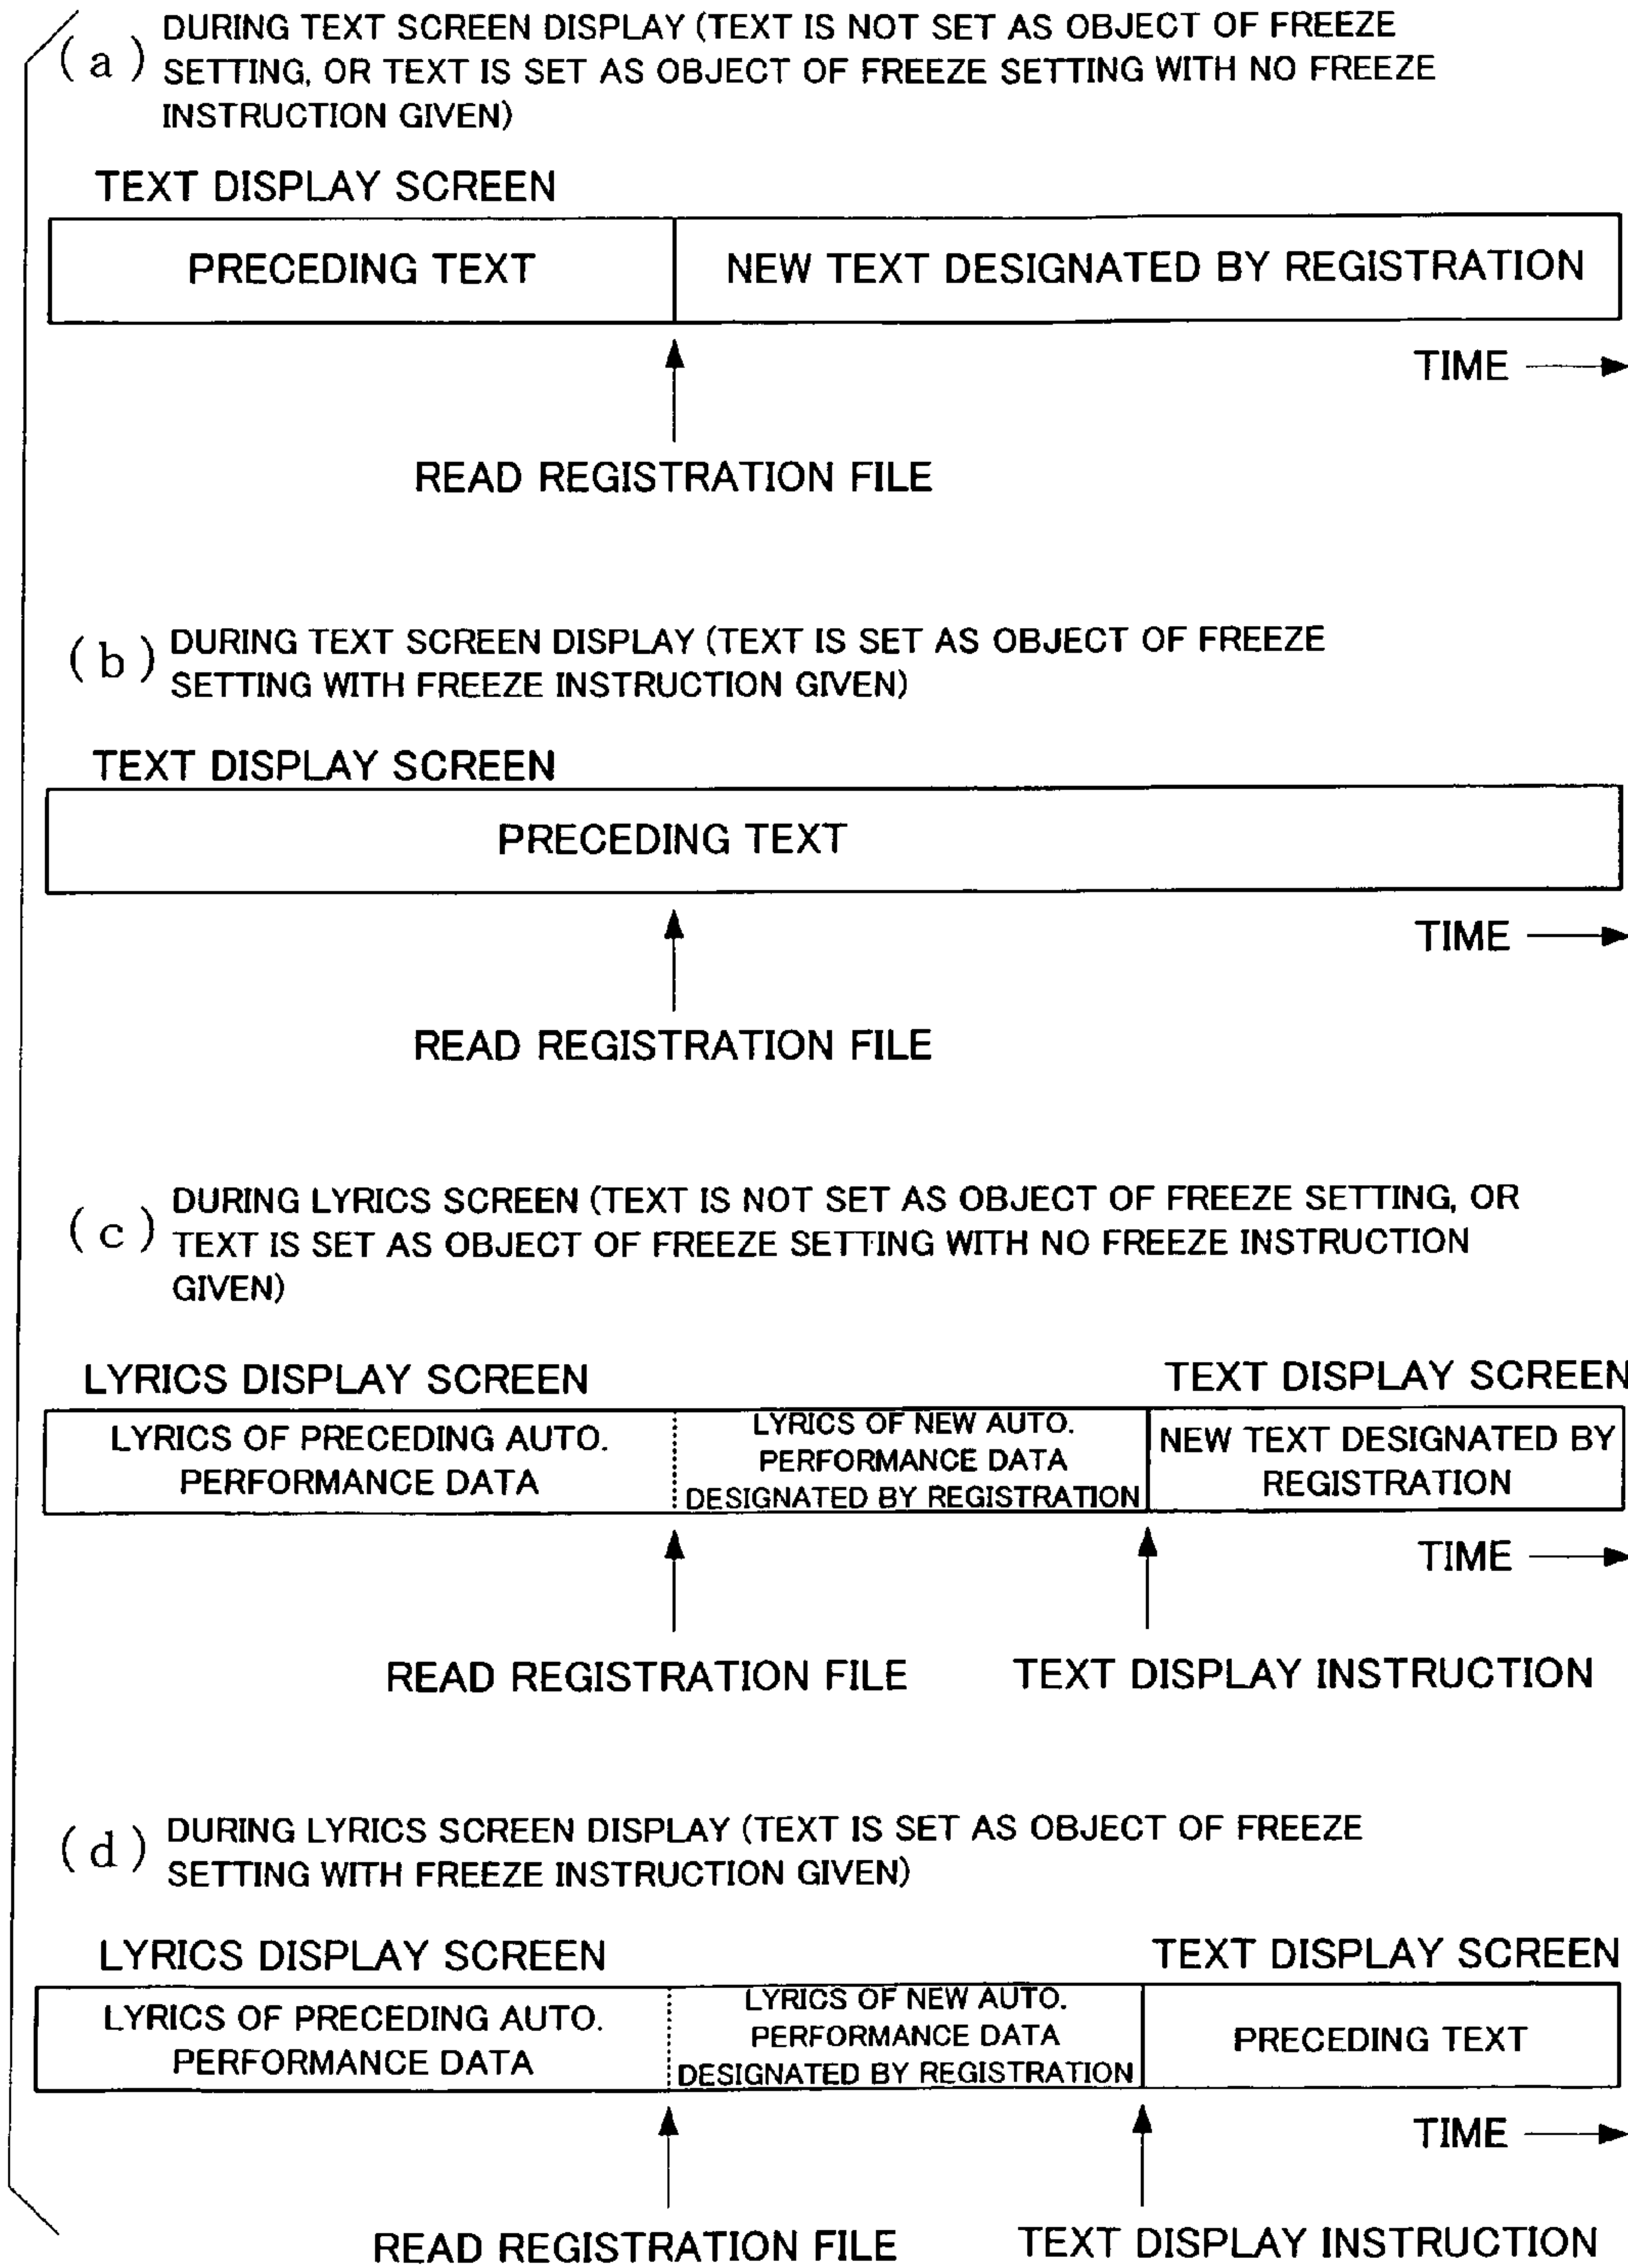 (a) DURING TEXT SCREEN DISPLAY (TEXT IS NOT SET AS OBJECT OF FREEZE
SETTING, OR TEXT IS SET AS OBJECT OF FREEZE SETTING WITH NO FREEZE
INSTRUCTION GIVEN)
TEXT DISPLAY SCREEN
PRECEDING TEXT
NEW TEXT DESIGNATED BY REGISTRATION
TIME
READ REGISTRATION FILE
(b) DURING TEXT SCREEN DISPLAY (TEXT IS SET AS OBJECT OF FREEZE
SETTING WITH FREEZE INSTRUCTION GIVEN)
TEXT DISPLAY SCREEN
PRECEDING TEXT
TIME
READ REGISTRATION FILE
(c) DURING LYRICS SCREEN (TEXT IS NOT SET AS OBJECT OF FREEZE SETTING, OR
TEXT IS SET AS OBJECT OF FREEZE SETTING WITH NO FREEZE INSTRUCTION
GIVEN)
LYRICS DISPLAY SCREEN
TEXT DISPLAY SCREEN
LYRICS OF PRECEDING AUTO.
PERFORMANCE DATA
LYRICS OF NEW AUTO.
PERFORMANCE DATA
DESIGNATED BY REGISTRATION
NEW TEXT DESIGNATED BY
REGISTRATION
TIME
READ REGISTRATION FILE
TEXT DISPLAY INSTRUCTION
(d) DURING LYRICS SCREEN DISPLAY (TEXT IS SET AS OBJECT OF FREEZE
SETTING WITH FREEZE INSTRUCTION GIVEN)
LYRICS DISPLAY SCREEN
TEXT DISPLAY SCREEN
LYRICS OF PRECEDING AUTO.
PERFORMANCE DATA
LYRICS OF NEW AUTO.
PERFORMANCE DATA
DESIGNATED BY REGISTRATION
PRECEDING TEXT
TIME
READ REGISTRATION FILE
TEXT DISPLAY INSTRUCTION